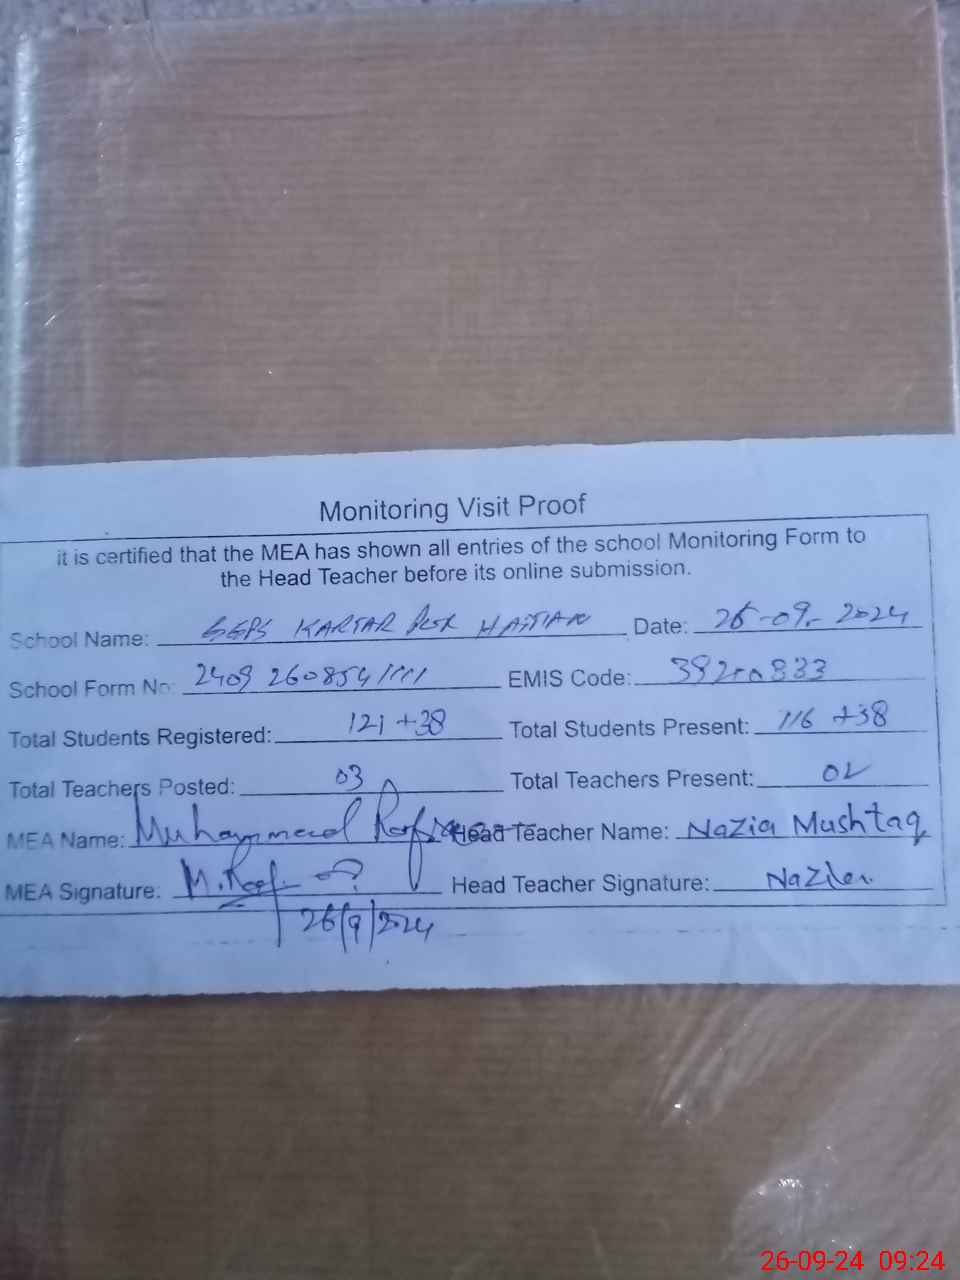 Monitoring Visit Proof
it is certified that the MEA has shown all entries of the school Monitoring Form to
the Head Teacher before its online submission.
School Name: GGPS KARTAR PUR HAITIAN Date: 26-09-2024
School Form No: 2409 260854 1111 EMIS Code:
Total Students Registered: 121 +38 Total Students Present: 116 +38
Total Teachers Posted: 03 Total Teachers Present: 02
MEA Name: Muhammad Head Teacher Name: Nazia Mushtaq
MEA Signature: Head Teacher Signature:
26/9/2024
26-09-24 09:24